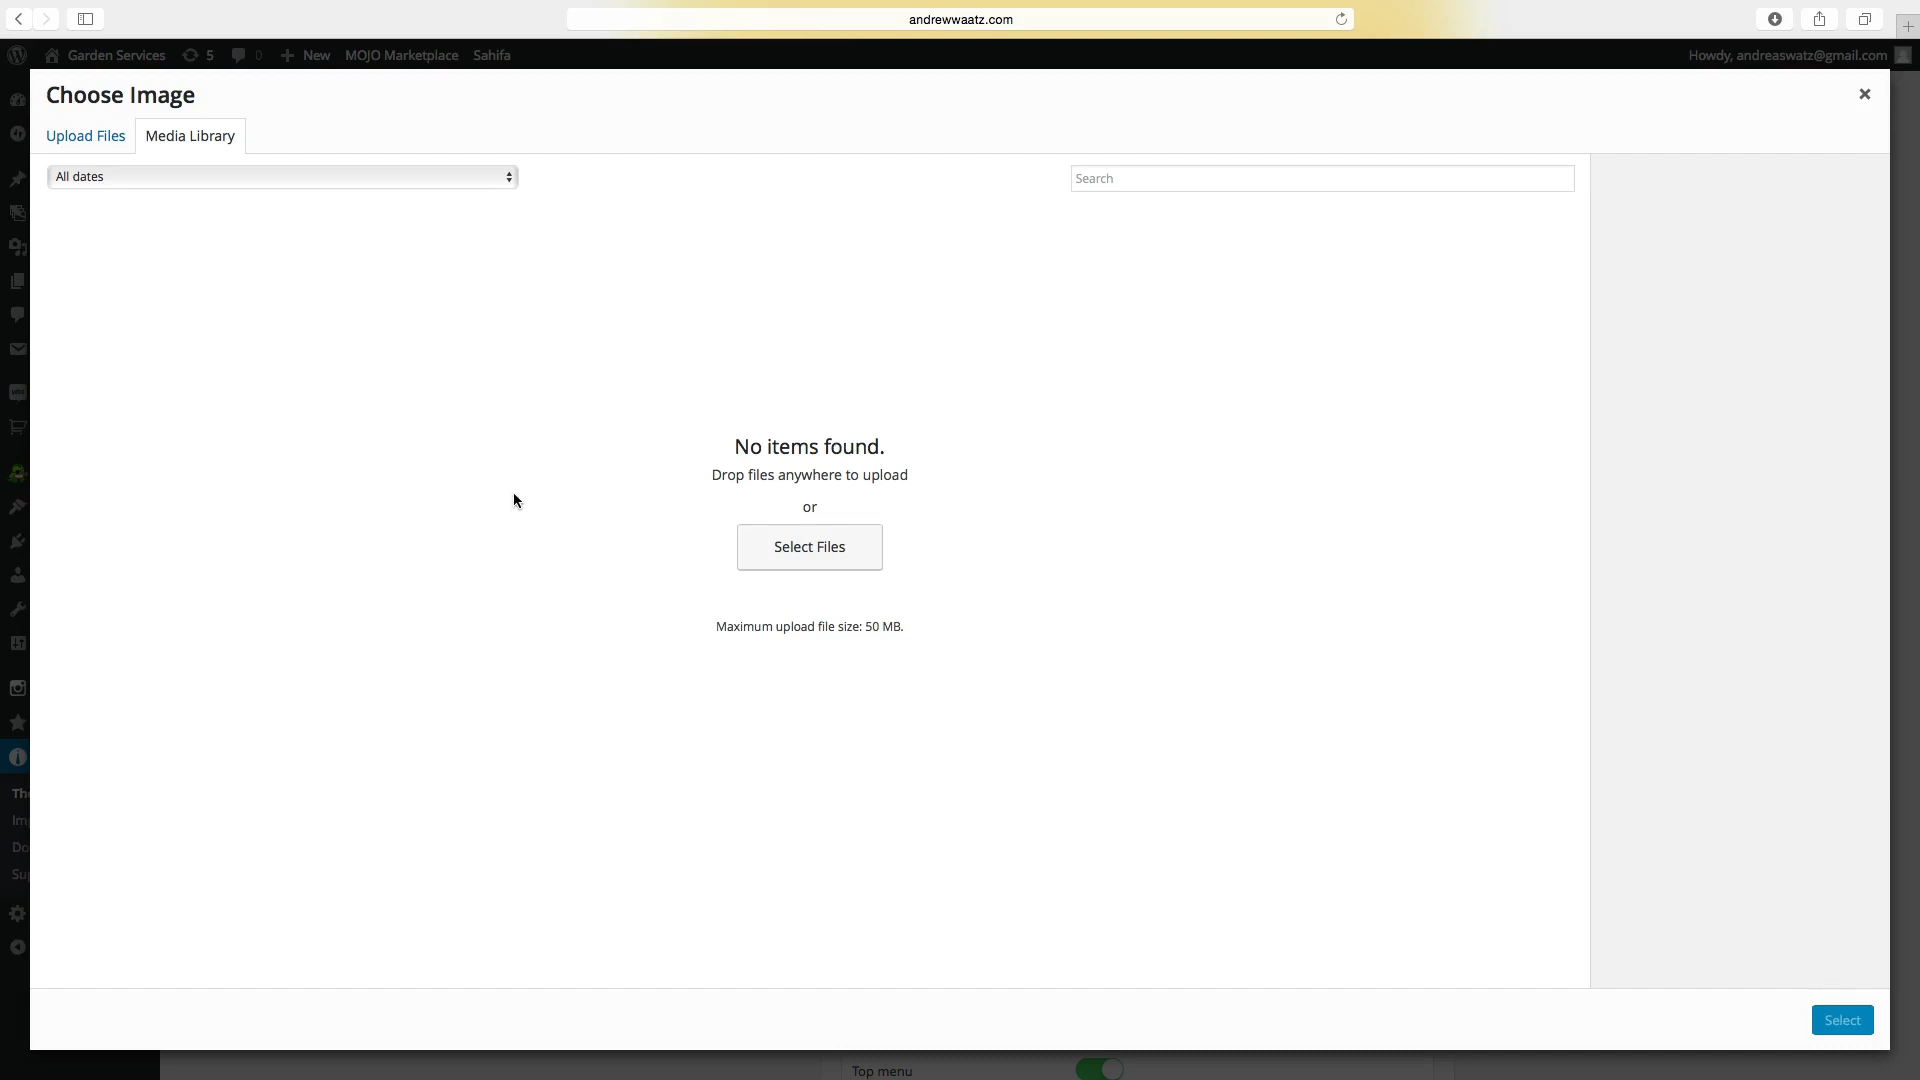 andrewwaatz.com
Garden Services 5 0 New MOJO Marketplace Sahifa Howdy, andreaswatz@gmail.com
Choose Image
Upload Files Media Library
All dates Search
No items found.
Drop files anywhere to upload
or
Select Files
Maximum upload file size: 50 MB.
Th
Im
Do
Su
Select
Top menu